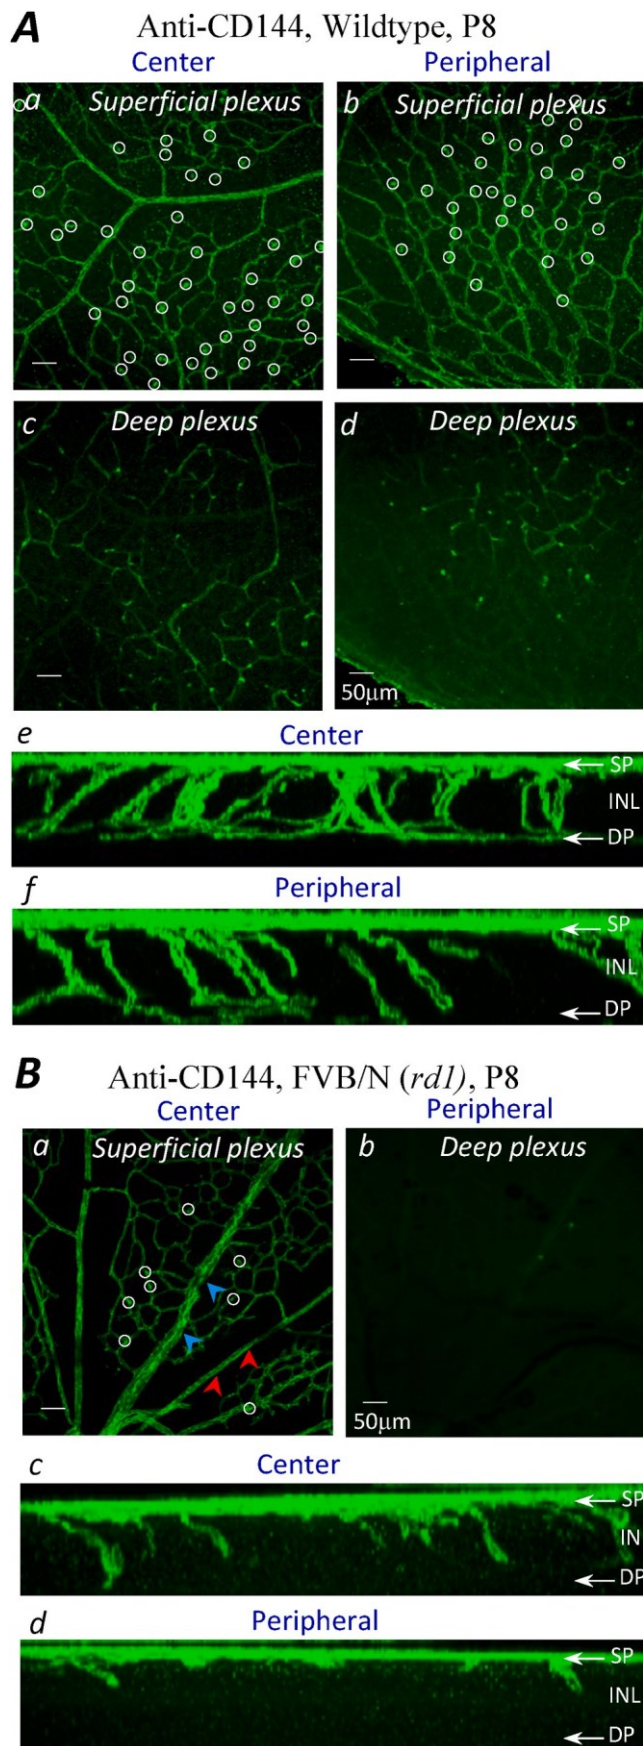 A Anti-CD144, Wildtype, P8
Center Peripheral
a Superficial plexus b Superficial plexus
c Deep plexus d Deep plexus
50μm
e Center
SP
INL
DP
f Peripheral
SP
INL
DP
B Anti-CD144, FVB/N (rd1), P8
Center Peripheral
a Superficial plexus b Deep plexus
50μm
c Center
SP
IN
DP
d Peripheral
SP
INL
DP